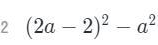 2 (2a − 2)² − a²